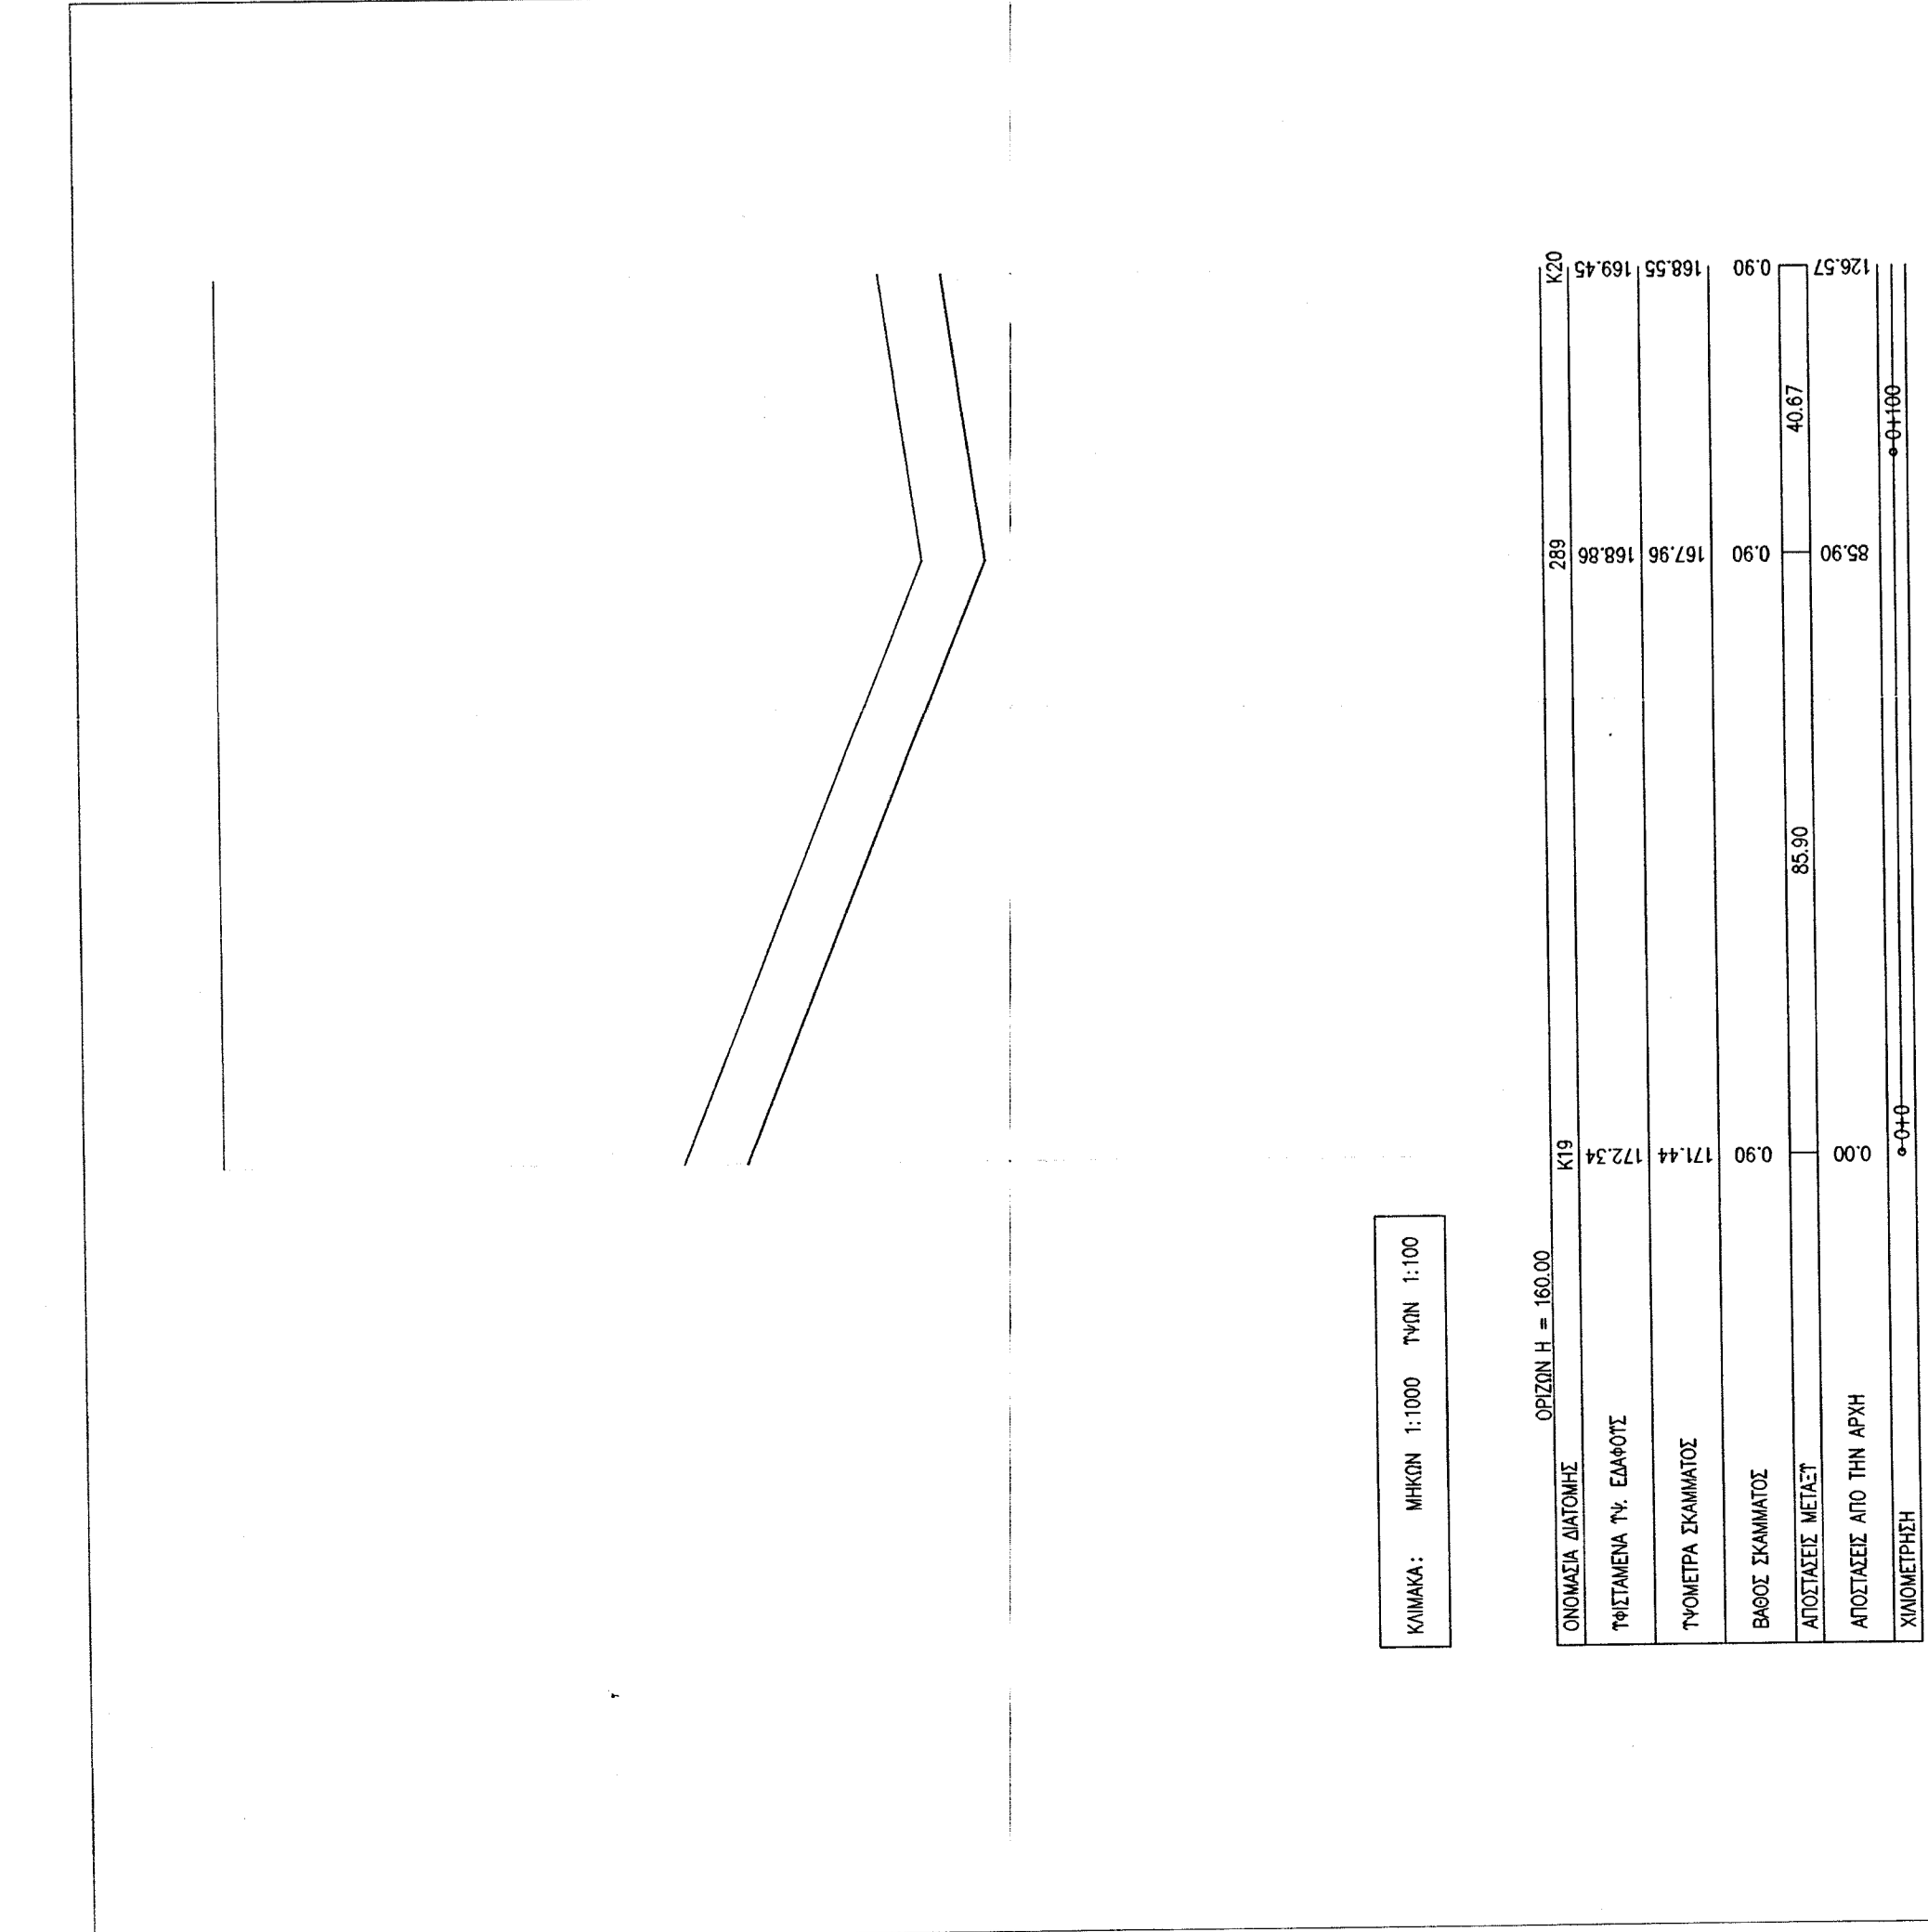 ΚΛΙΜΑΚΑ: ΜΗΚΩΝ 1:1000 ΥΨΩΝ 1:100
ΟΡΙΖΩΝ Η = 160.00
ΟΝΟΜΑΣΙΑ ΔΙΑΤΟΜΗΣ K19 289 K20
ΥΦΙΣΤΑΜΕΝΑ ΥΨ. ΕΔΑΦΟΥΣ 172.34 168.86 169.45
ΥΨΟΜΕΤΡΑ ΣΚΑΜΜΑΤΟΣ 171.44 167.96 168.55
ΒΑΘΟΣ ΣΚΑΜΜΑΤΟΣ 0.90 0.90 0.90
ΑΠΟΣΤΑΣΕΙΣ ΜΕΤΑΞΥ 85.90 40.67
ΑΠΟΣΤΑΣΕΙΣ ΑΠΟ ΤΗΝ ΑΡΧΗ 0.00 85.90 126.57
ΧΙΛΙΟΜΕΤΡΗΣΗ 0+0 0+100